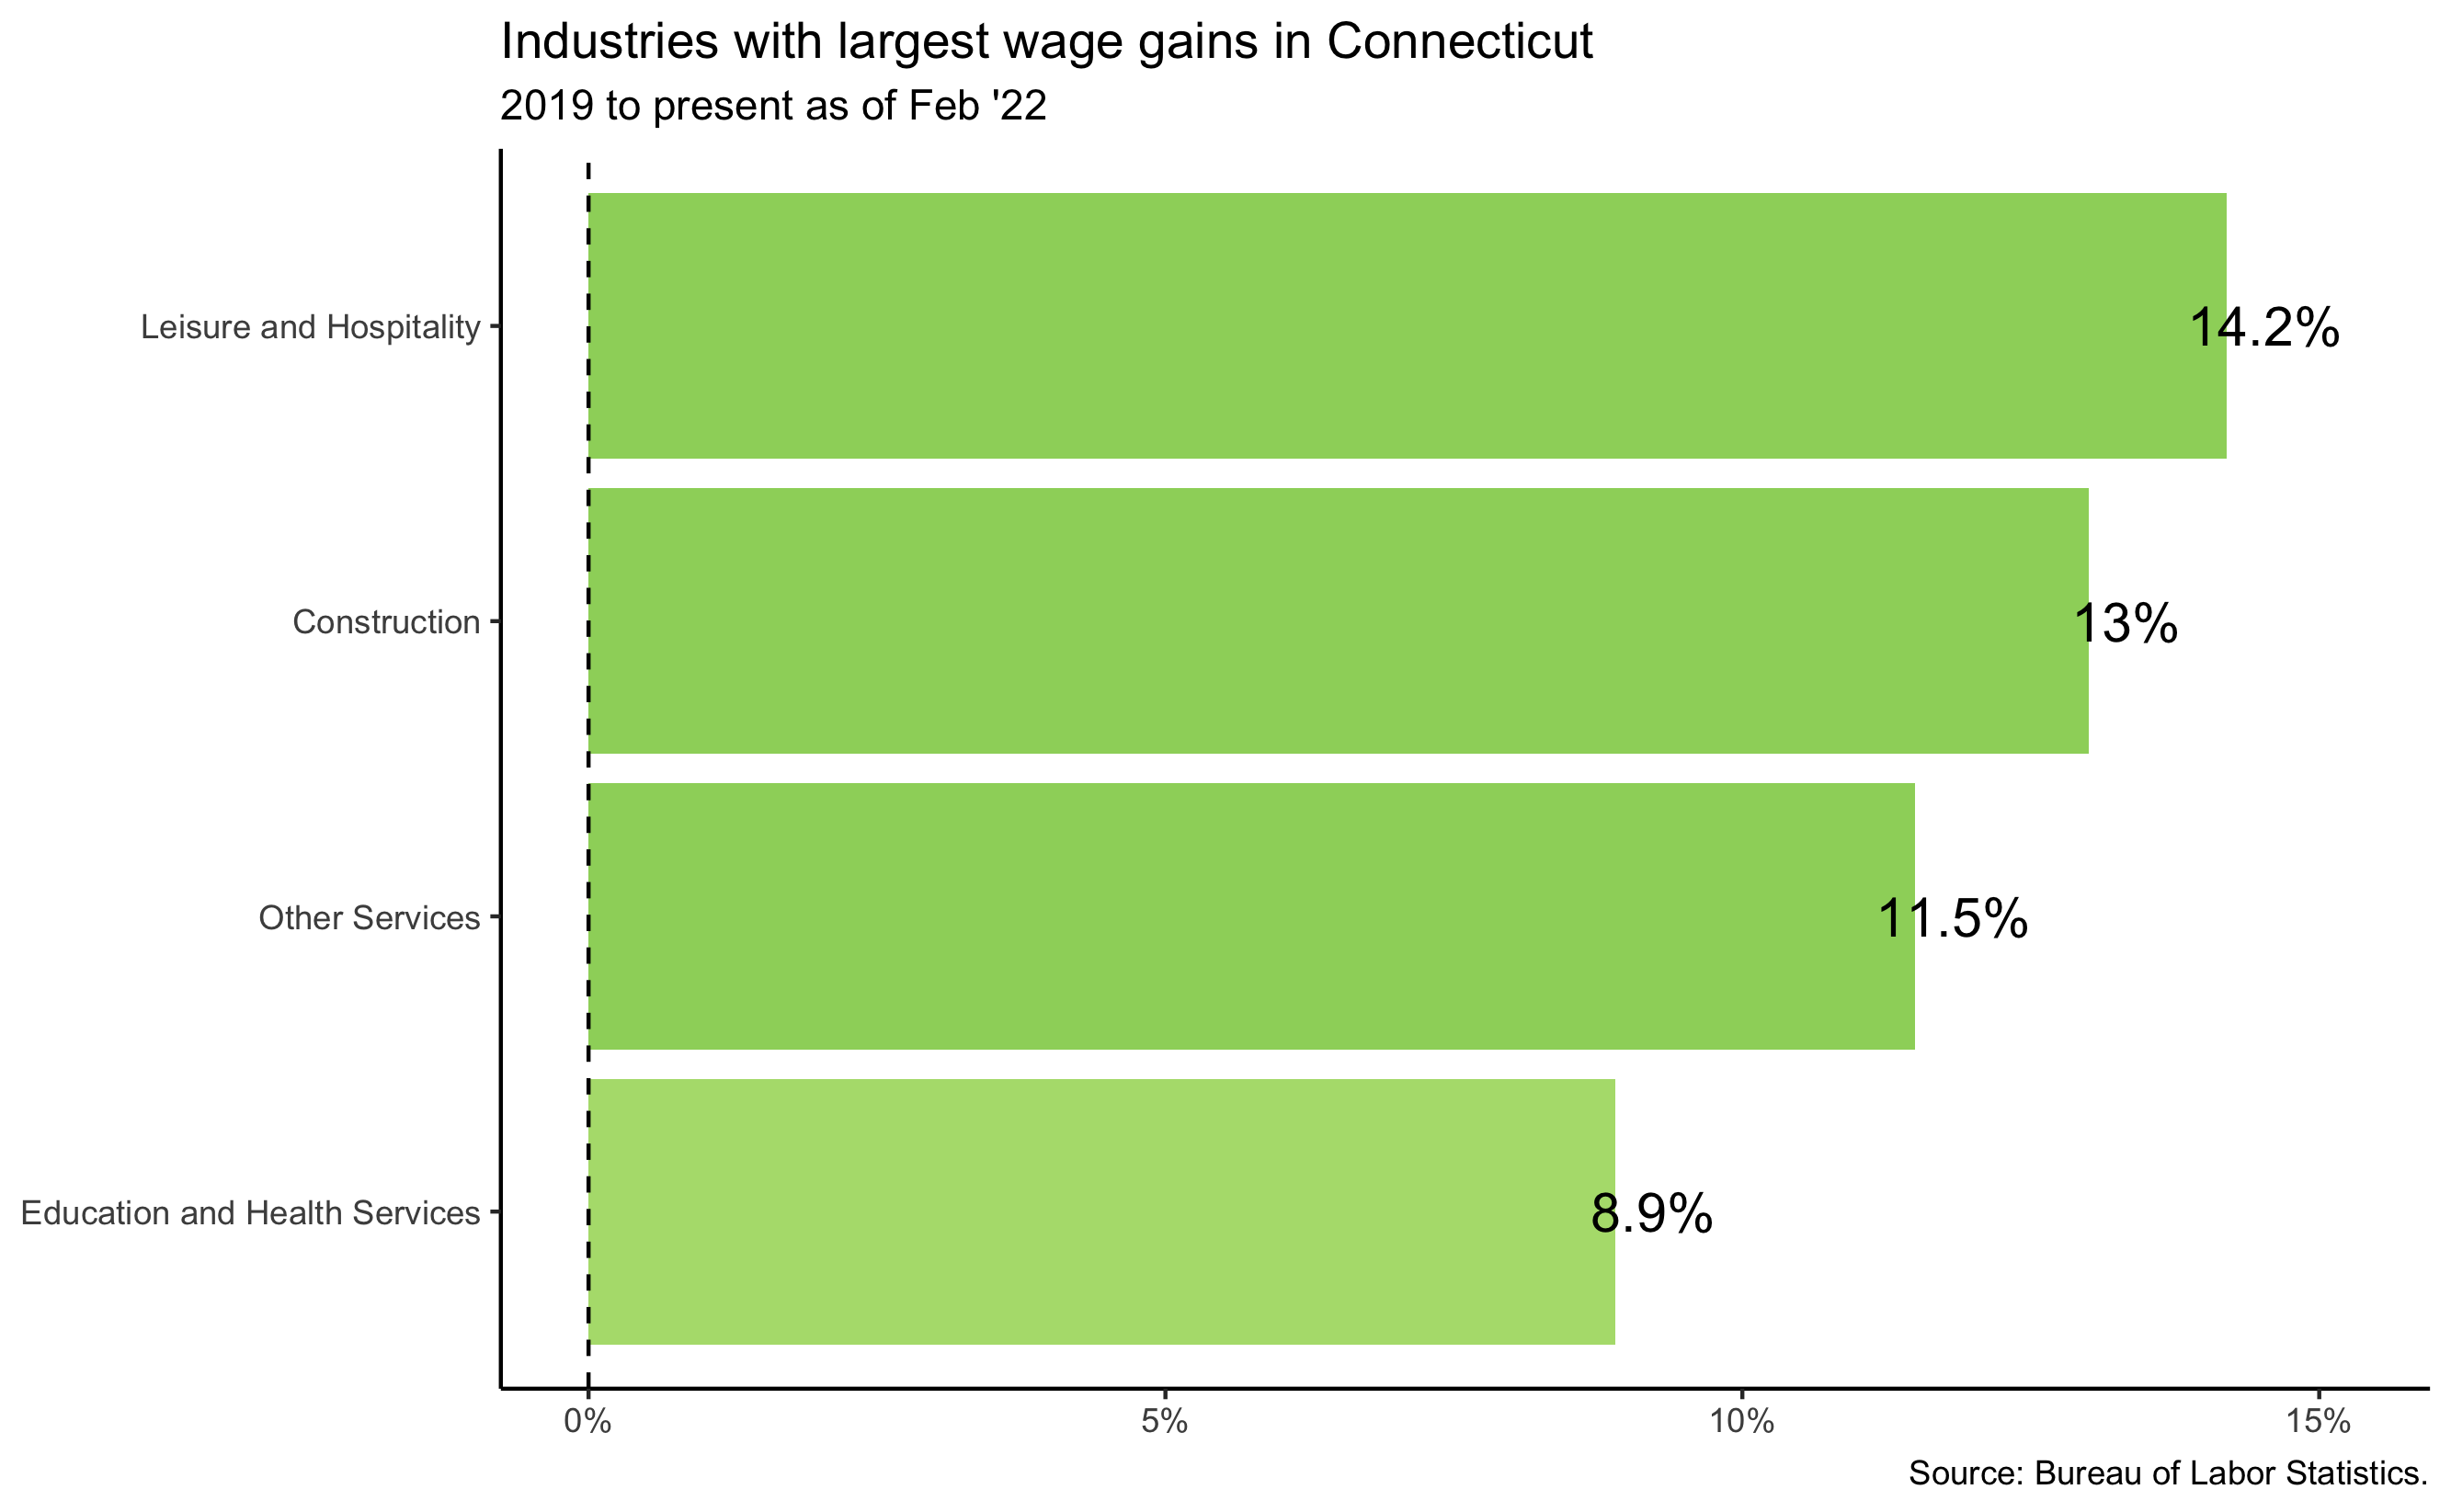 Industries with largest wage gains in Connecticut
2019 to present as of Feb '22
Leisure and Hospitality
14.2%
Construction
13%
Other Services
11.5%
Education and Health Services
8.9%
0%
5%
10%
15%
Source: Bureau of Labor Statistics.